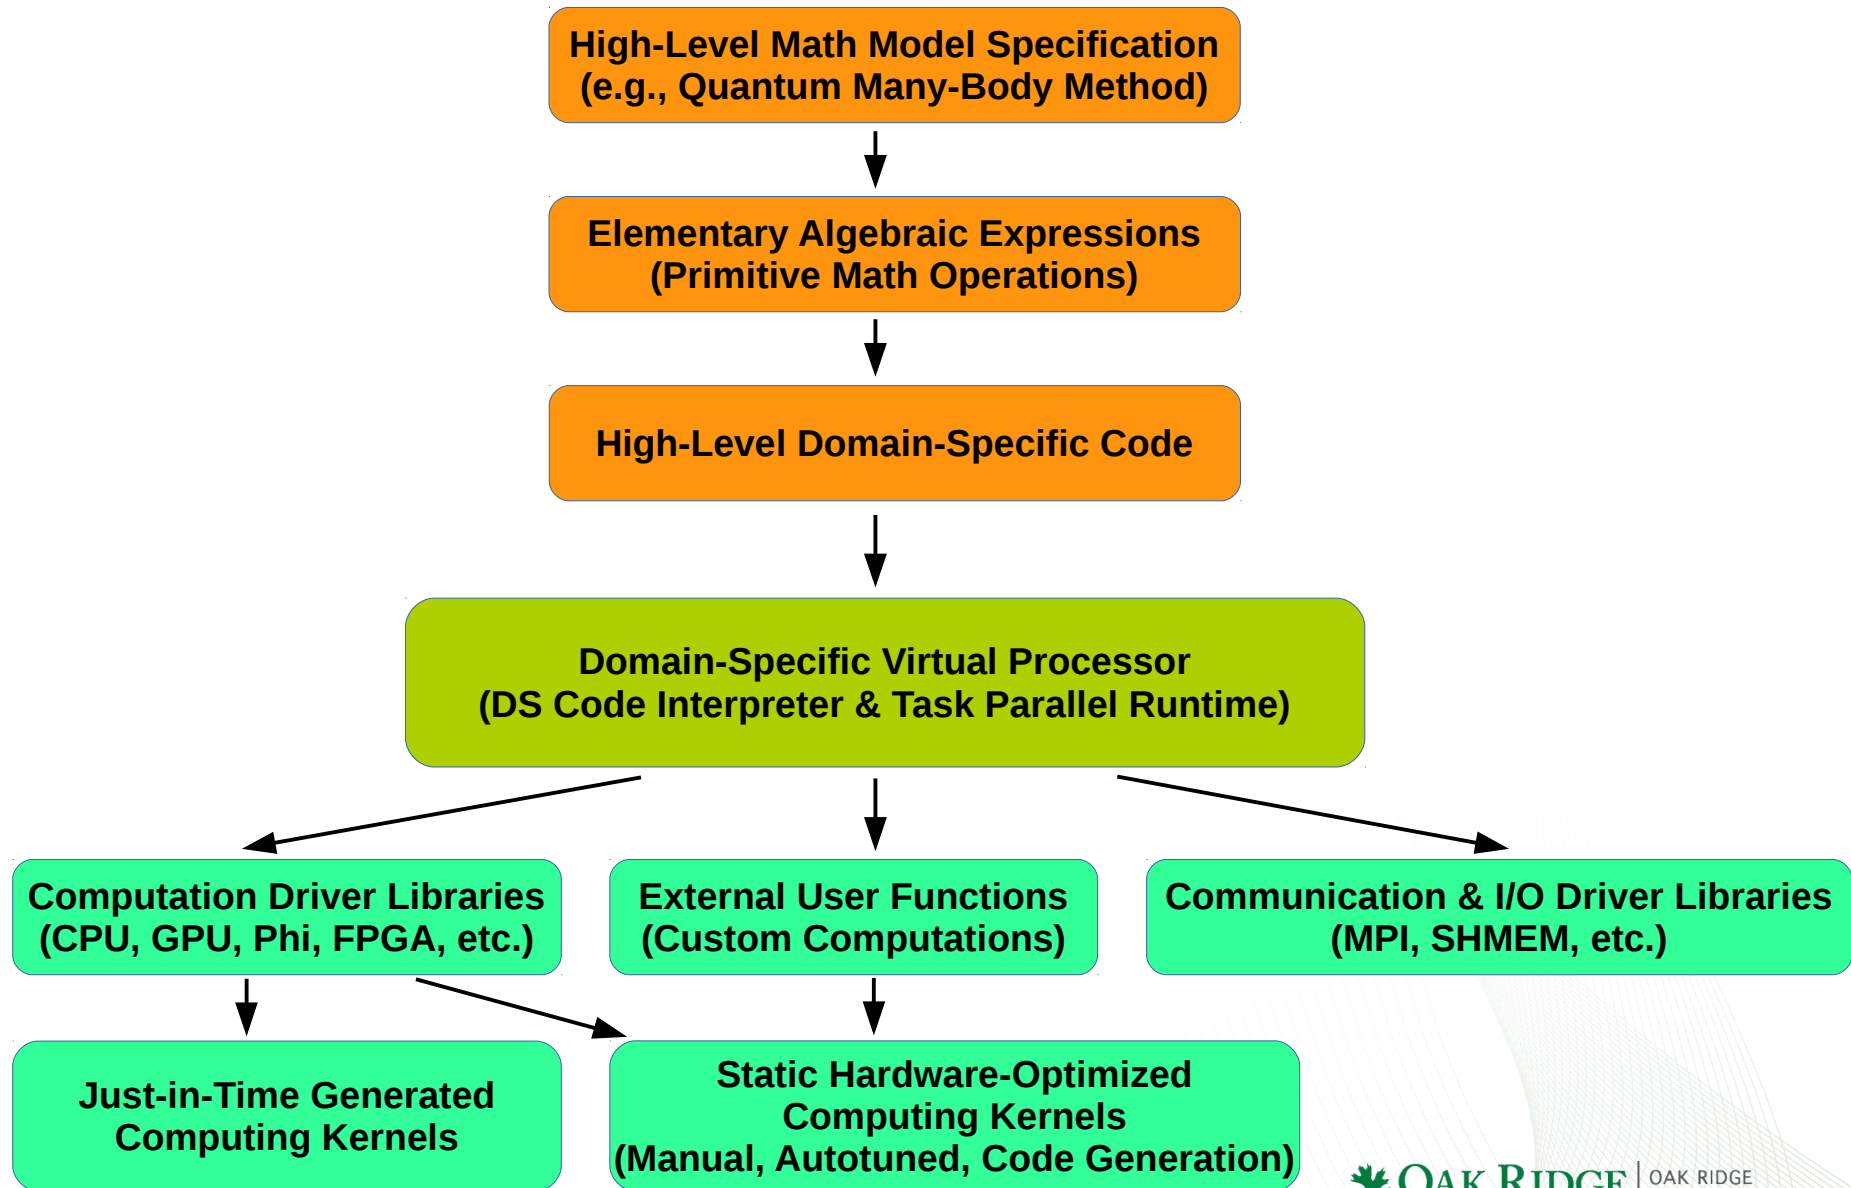 High-Level Math Model Specification
(e.g., Quantum Many-Body Method)
Elementary Algebraic Expressions
(Primitive Math Operations)
High-Level Domain-Specific Code
Domain-Specific Virtual Processor
(DS Code Interpreter & Task Parallel Runtime)
Computation Driver Libraries
(CPU, GPU, Phi, FPGA, etc.)
External User Functions
(Custom Computations)
Communication & I/O Driver Libraries
(MPI, SHMEM, etc.)
Just-in-Time Generated
Computing Kernels
Static Hardware-Optimized
Computing Kernels
(Manual, Autotuned, Code Generation)
OAK RIDGE
OAK RIDGE